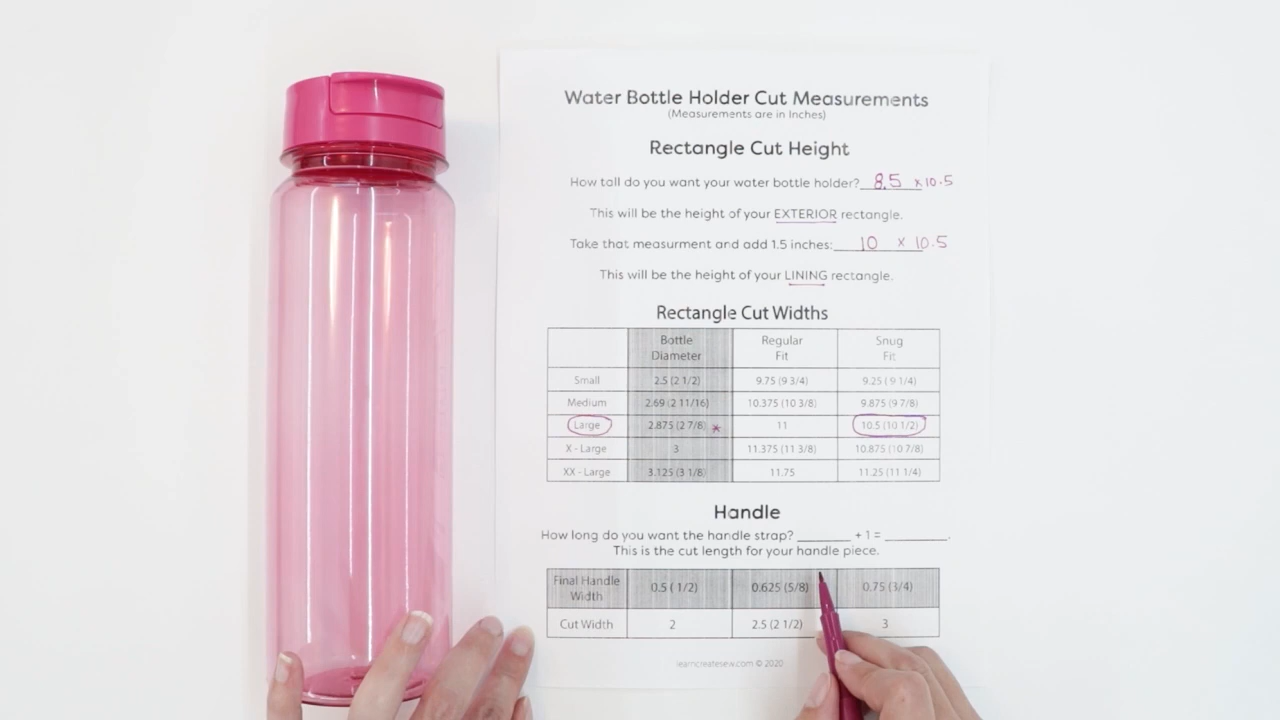 Water Bottle Holder Cut Measurements
(Measurements are in Inches)
Rectangle Cut Height
How tall do you want your water bottle holder? 8.5 x 10.5
This will be the height of your EXTERIOR rectangle.
Take that measurment and add 1.5 inches: 10 x 10.5
This will be the height of your LINING rectangle.
Rectangle Cut Widths
Bottle Diameter Regular Fit Snug Fit
Small 2.5 (2 1/2) 9.75 (9 3/4) 9.25 (9 1/4)
Medium 2.69 (2 11/16) 10.375 (10 3/8) 9.875 (9 7/8)
Large 2.875 (2 7/8) * 11 10.5 (10 1/2)
X - Large 3 11.375 (11 3/8) 10.875 (10 7/8)
XX - Large 3.125 (3 1/8) 11.75 11.25 (11 1/4)
Handle
How long do you want the handle strap? ______ + 1 = ______.
This is the cut length for your handle piece.
Final Handle Width 0.5 ( 1/2) 0.625 (5/8) 0.75 (3/4)
Cut Width 2 2.5 (2 1/2) 3
learncreatesew.com © 2020